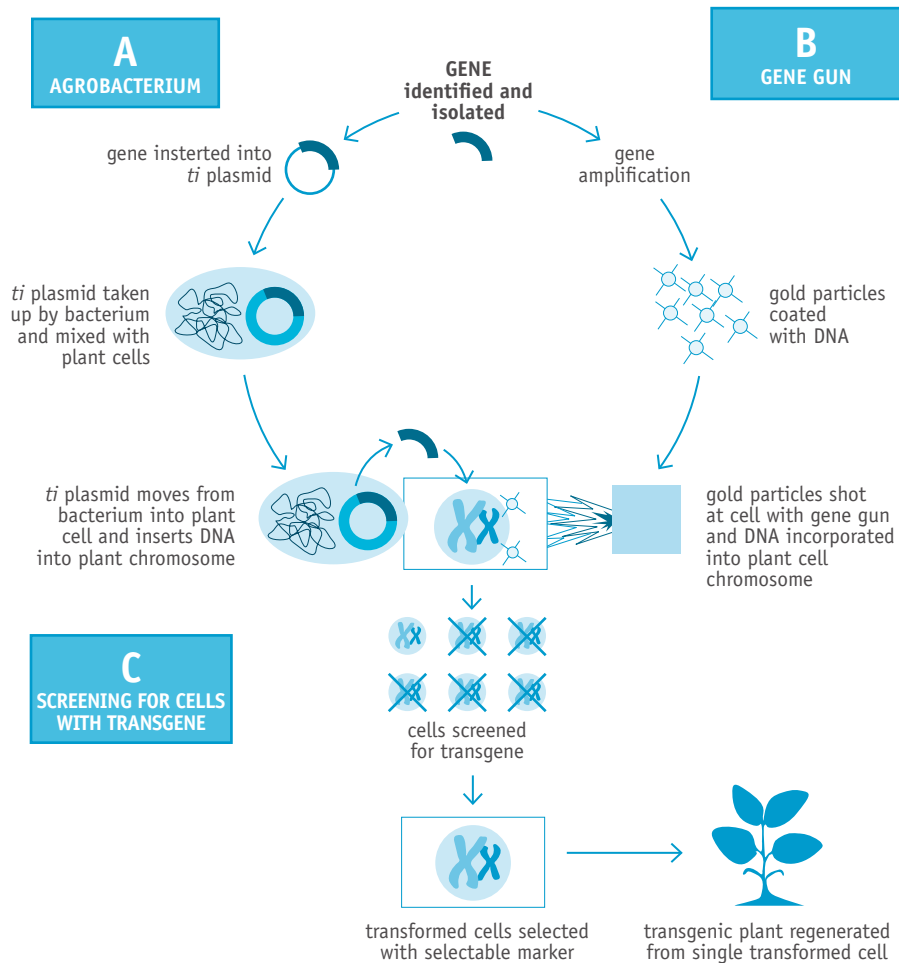 A
AGROBACTERIUM
B
GENE GUN
GENE
identified and
isolated
gene insterted into
ti plasmid
gene
amplification
ti plasmid taken
up by bacterium
and mixed with
plant cells
gold particles
coated
with DNA
ti plasmid moves from
bacterium into plant
cell and inserts DNA
into plant chromosome
gold particles shot
at cell with gene gun
and DNA incorporated
into plant cell
chromosome
C
SCREENING FOR CELLS
WITH TRANSGENE
cells screened
for transgene
transformed cells selected
with selectable marker
transgenic plant regenerated
from single transformed cell